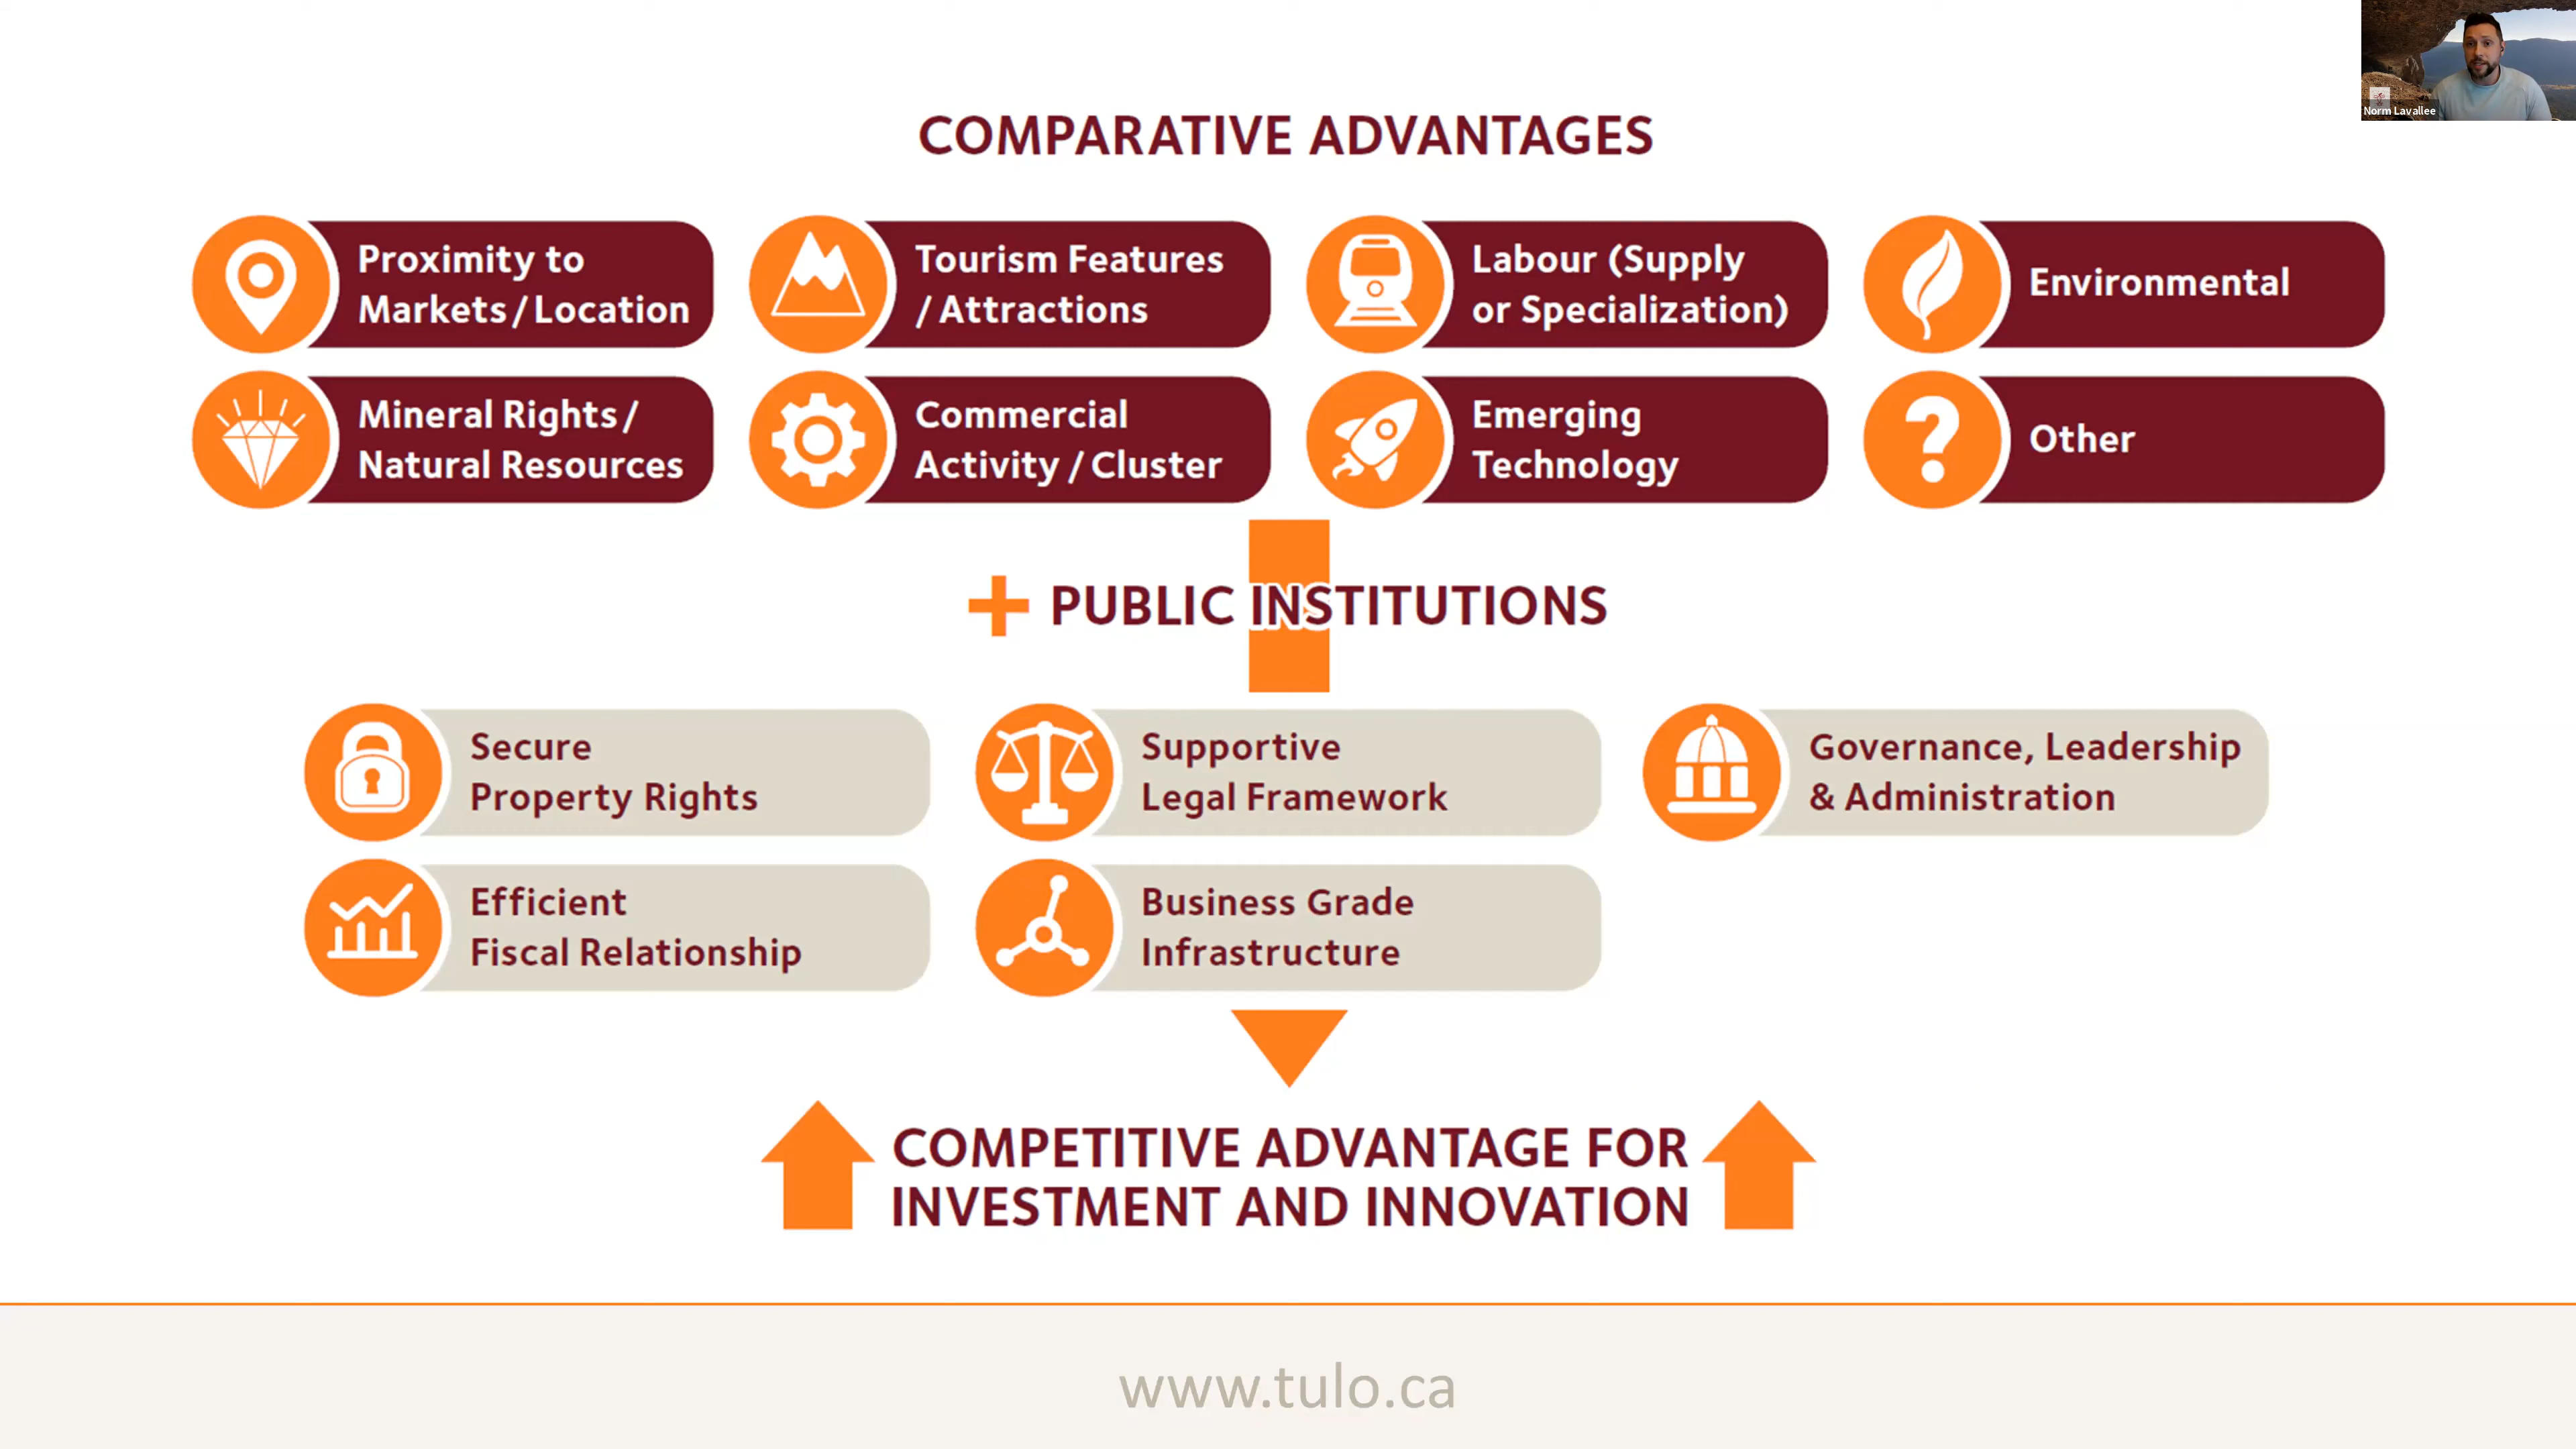 Norm Lavallee
COMPARATIVE ADVANTAGES
Proximity to
Markets / Location
Tourism Features
/ Attractions
Labour (Supply
or Specialization)
Environmental
Mineral Rights /
Natural Resources
Commercial
Activity / Cluster
Emerging
Technology
?
Other
+ PUBLIC INSTITUTIONS
Secure
Property Rights
Supportive
Legal Framework
Governance, Leadership
& Administration
Efficient
Fiscal Relationship
Business Grade
Infrastructure
COMPETITIVE ADVANTAGE FOR
INVESTMENT AND INNOVATION
www.tulo.ca